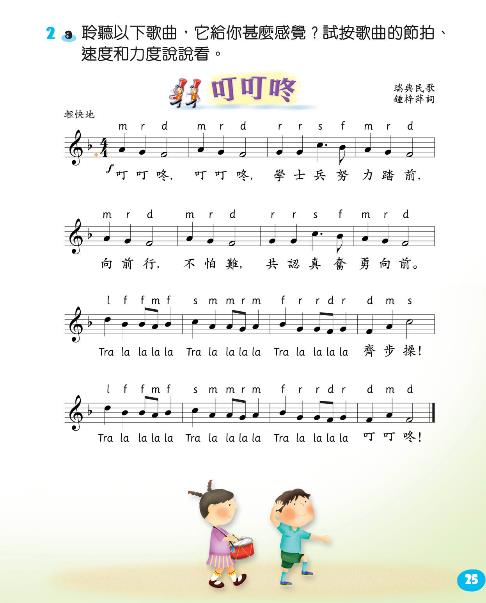 2 a 聆聽以下歌曲，它給你甚麼感覺？試按歌曲的節拍、
速度和力度說說看。
叮叮咚
瑞典民歌
鍾梓萍詞
輕快地
m r d m r d r r s f m r d
4 4
f 叮叮咚, 叮叮咚, 學士兵努力踏前.
m r d m r d r r s f m r d
向前行, 不怕難, 共認真奮勇向前。
l f f m f s m m r m f r r d r d m s
Tra la la la la Tra la la la la Tra la la la la 齊步操!
l f f m f s m m r m f r r d r d m d
Tra la la la la Tra la la la la Tra la la la la 叮叮咚!
25